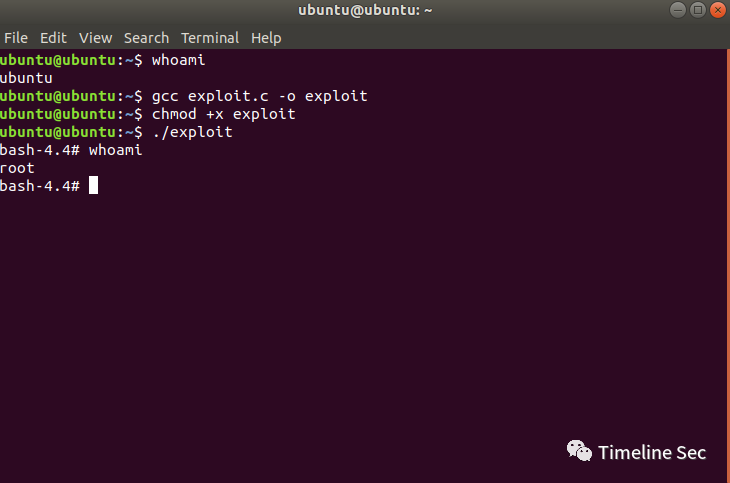 ubuntu@ubuntu: ~
File Edit View Search Terminal Help
ubuntu@ubuntu:~$ whoami
ubuntu
ubuntu@ubuntu:~$ gcc exploit.c -o exploit
ubuntu@ubuntu:~$ chmod +x exploit
ubuntu@ubuntu:~$ ./exploit
bash-4.4# whoami
root
bash-4.4#
Timeline Sec